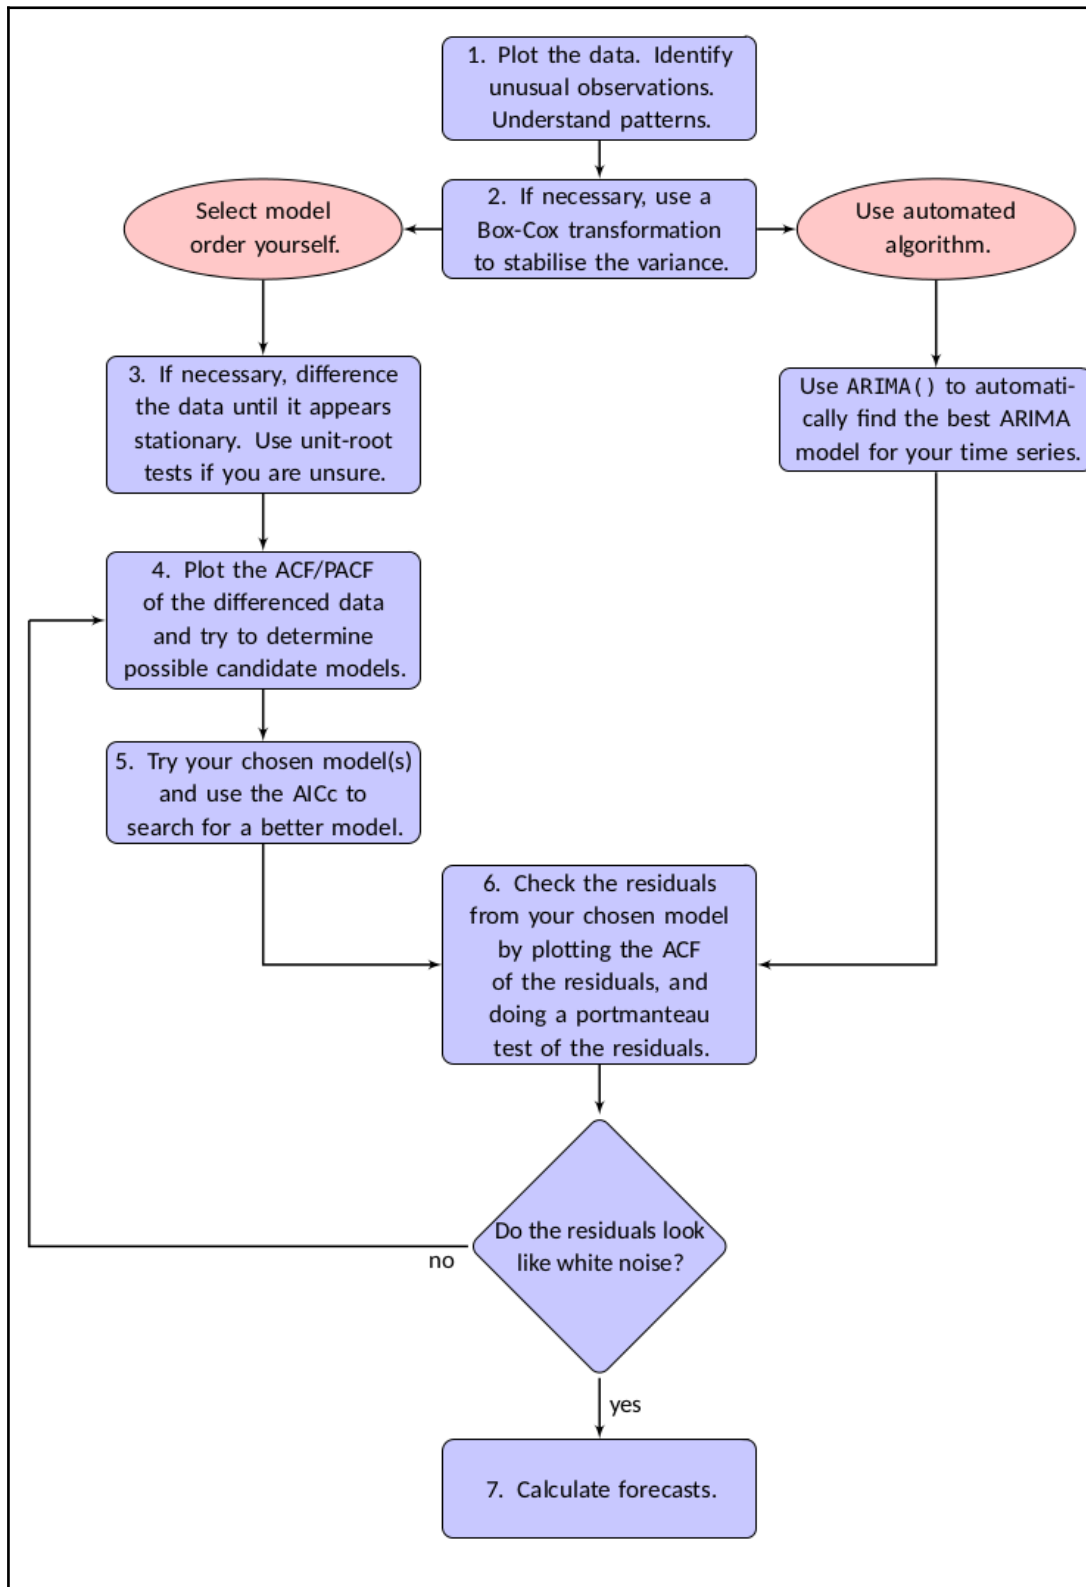 1. Plot the data. Identify
unusual observations.
Understand patterns.
Select model
order yourself.
2. If necessary, use a
Box-Cox transformation
to stabilise the variance.
Use automated
algorithm.
3. If necessary, difference
the data until it appears
stationary. Use unit-root
tests if you are unsure.
Use ARIMA() to automati-
cally find the best ARIMA
model for your time series.
4. Plot the ACF/PACF
of the differenced data
and try to determine
possible candidate models.
5. Try your chosen model(s)
and use the AICc to
search for a better model.
6. Check the residuals
from your chosen model
by plotting the ACF
of the residuals, and
doing a portmanteau
test of the residuals.
Do the residuals look
like white noise?
no
yes
7. Calculate forecasts.